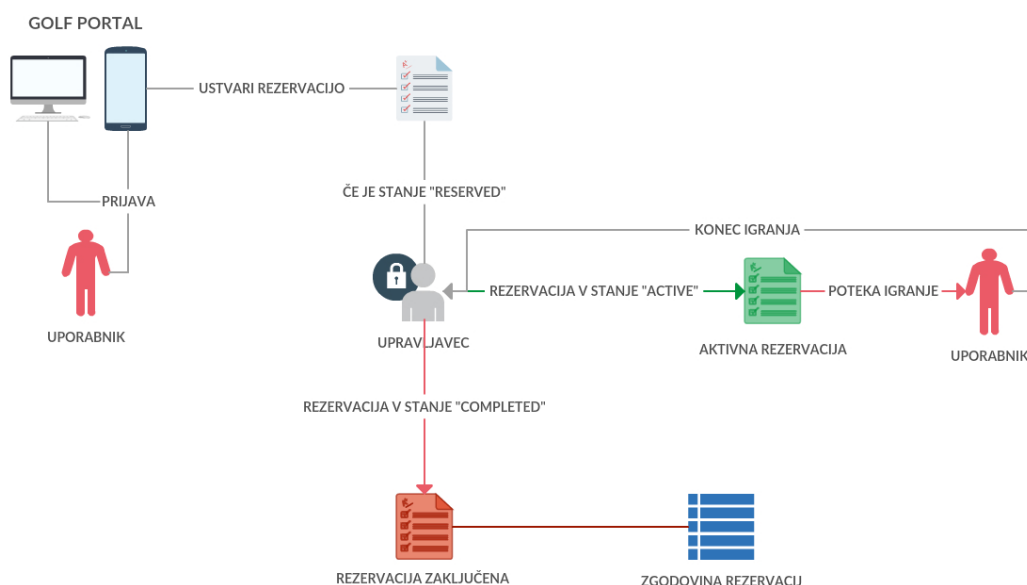 GOLF PORTAL
USTVARI REZERVACIJO
ČE JE STANJE "RESERVED"
PRIJAVA
KONEC IGRANJA
REZERVACIJA V STANJE "ACTIVE"
POTEKA IGRANJE
UPORABNIK
UPRAVLJAVEC
AKTIVNA REZERVACIJA
UPORABNIK
REZERVACIJA V STANJE "COMPLETED"
REZERVACIJA ZAKLJUČENA
ZGODOVINA REZERVACIJ